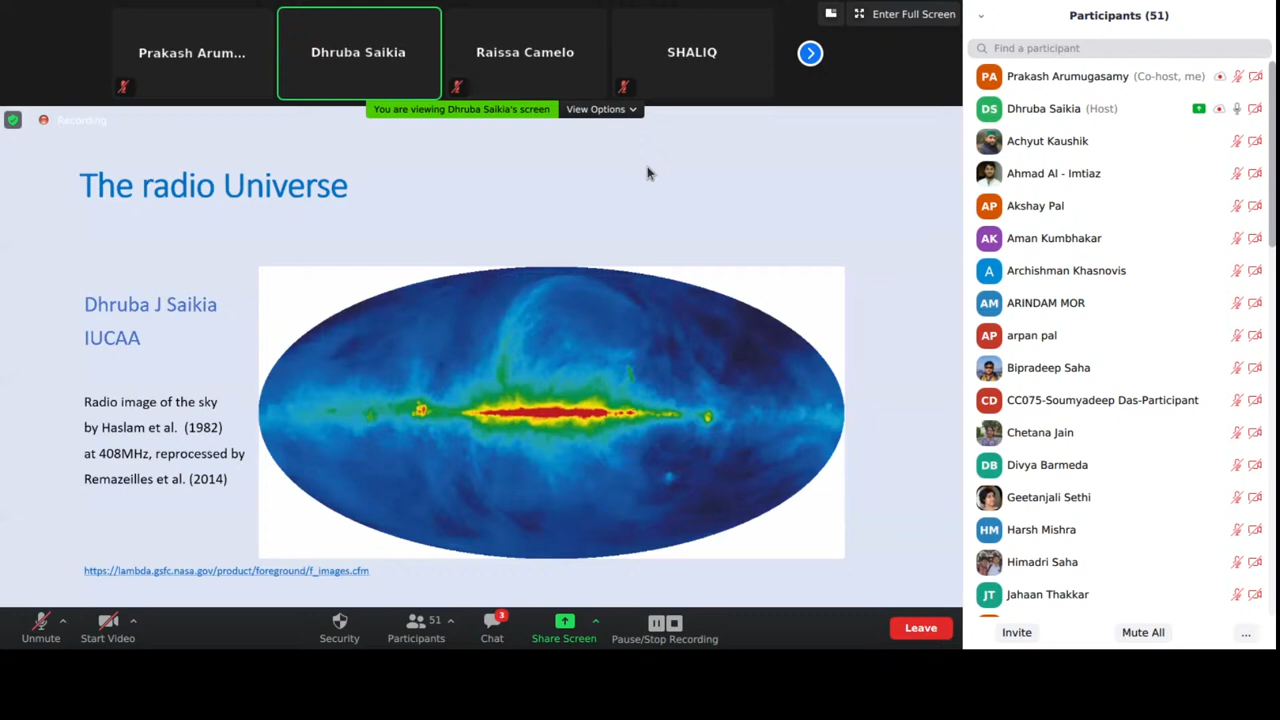 Prakash Arum...
Dhruba Saikia
Raissa Camelo
SHALIQ
Enter Full Screen
You are viewing Dhruba Saikia's screen
View Options
Recording
The radio Universe
Dhruba J Saikia
IUCAA
Radio image of the sky
by Haslam et al. (1982)
at 408MHz, reprocessed by
Remazeilles et al. (2014)
https://lambda.gsfc.nasa.gov/product/foreground/f_images.cfm
Unmute
Start Video
Security
51
Participants
3
Chat
Share Screen
Pause/Stop Recording
Leave
Participants (51)
Find a participant
PA Prakash Arumugasamy (Co-host, me)
DS Dhruba Saikia (Host)
Achyut Kaushik
Ahmad Al - Imtiaz
AP Akshay Pal
AK Aman Kumbhakar
A Archishman Khasnovis
AM ARINDAM MOR
AP arpan pal
Bipradeep Saha
CD CC075-Soumyadeep Das-Participant
Chetana Jain
DB Divya Barmeda
Geetanjali Sethi
HM Harsh Mishra
Himadri Saha
JT Jahaan Thakkar
Invite
Mute All
...